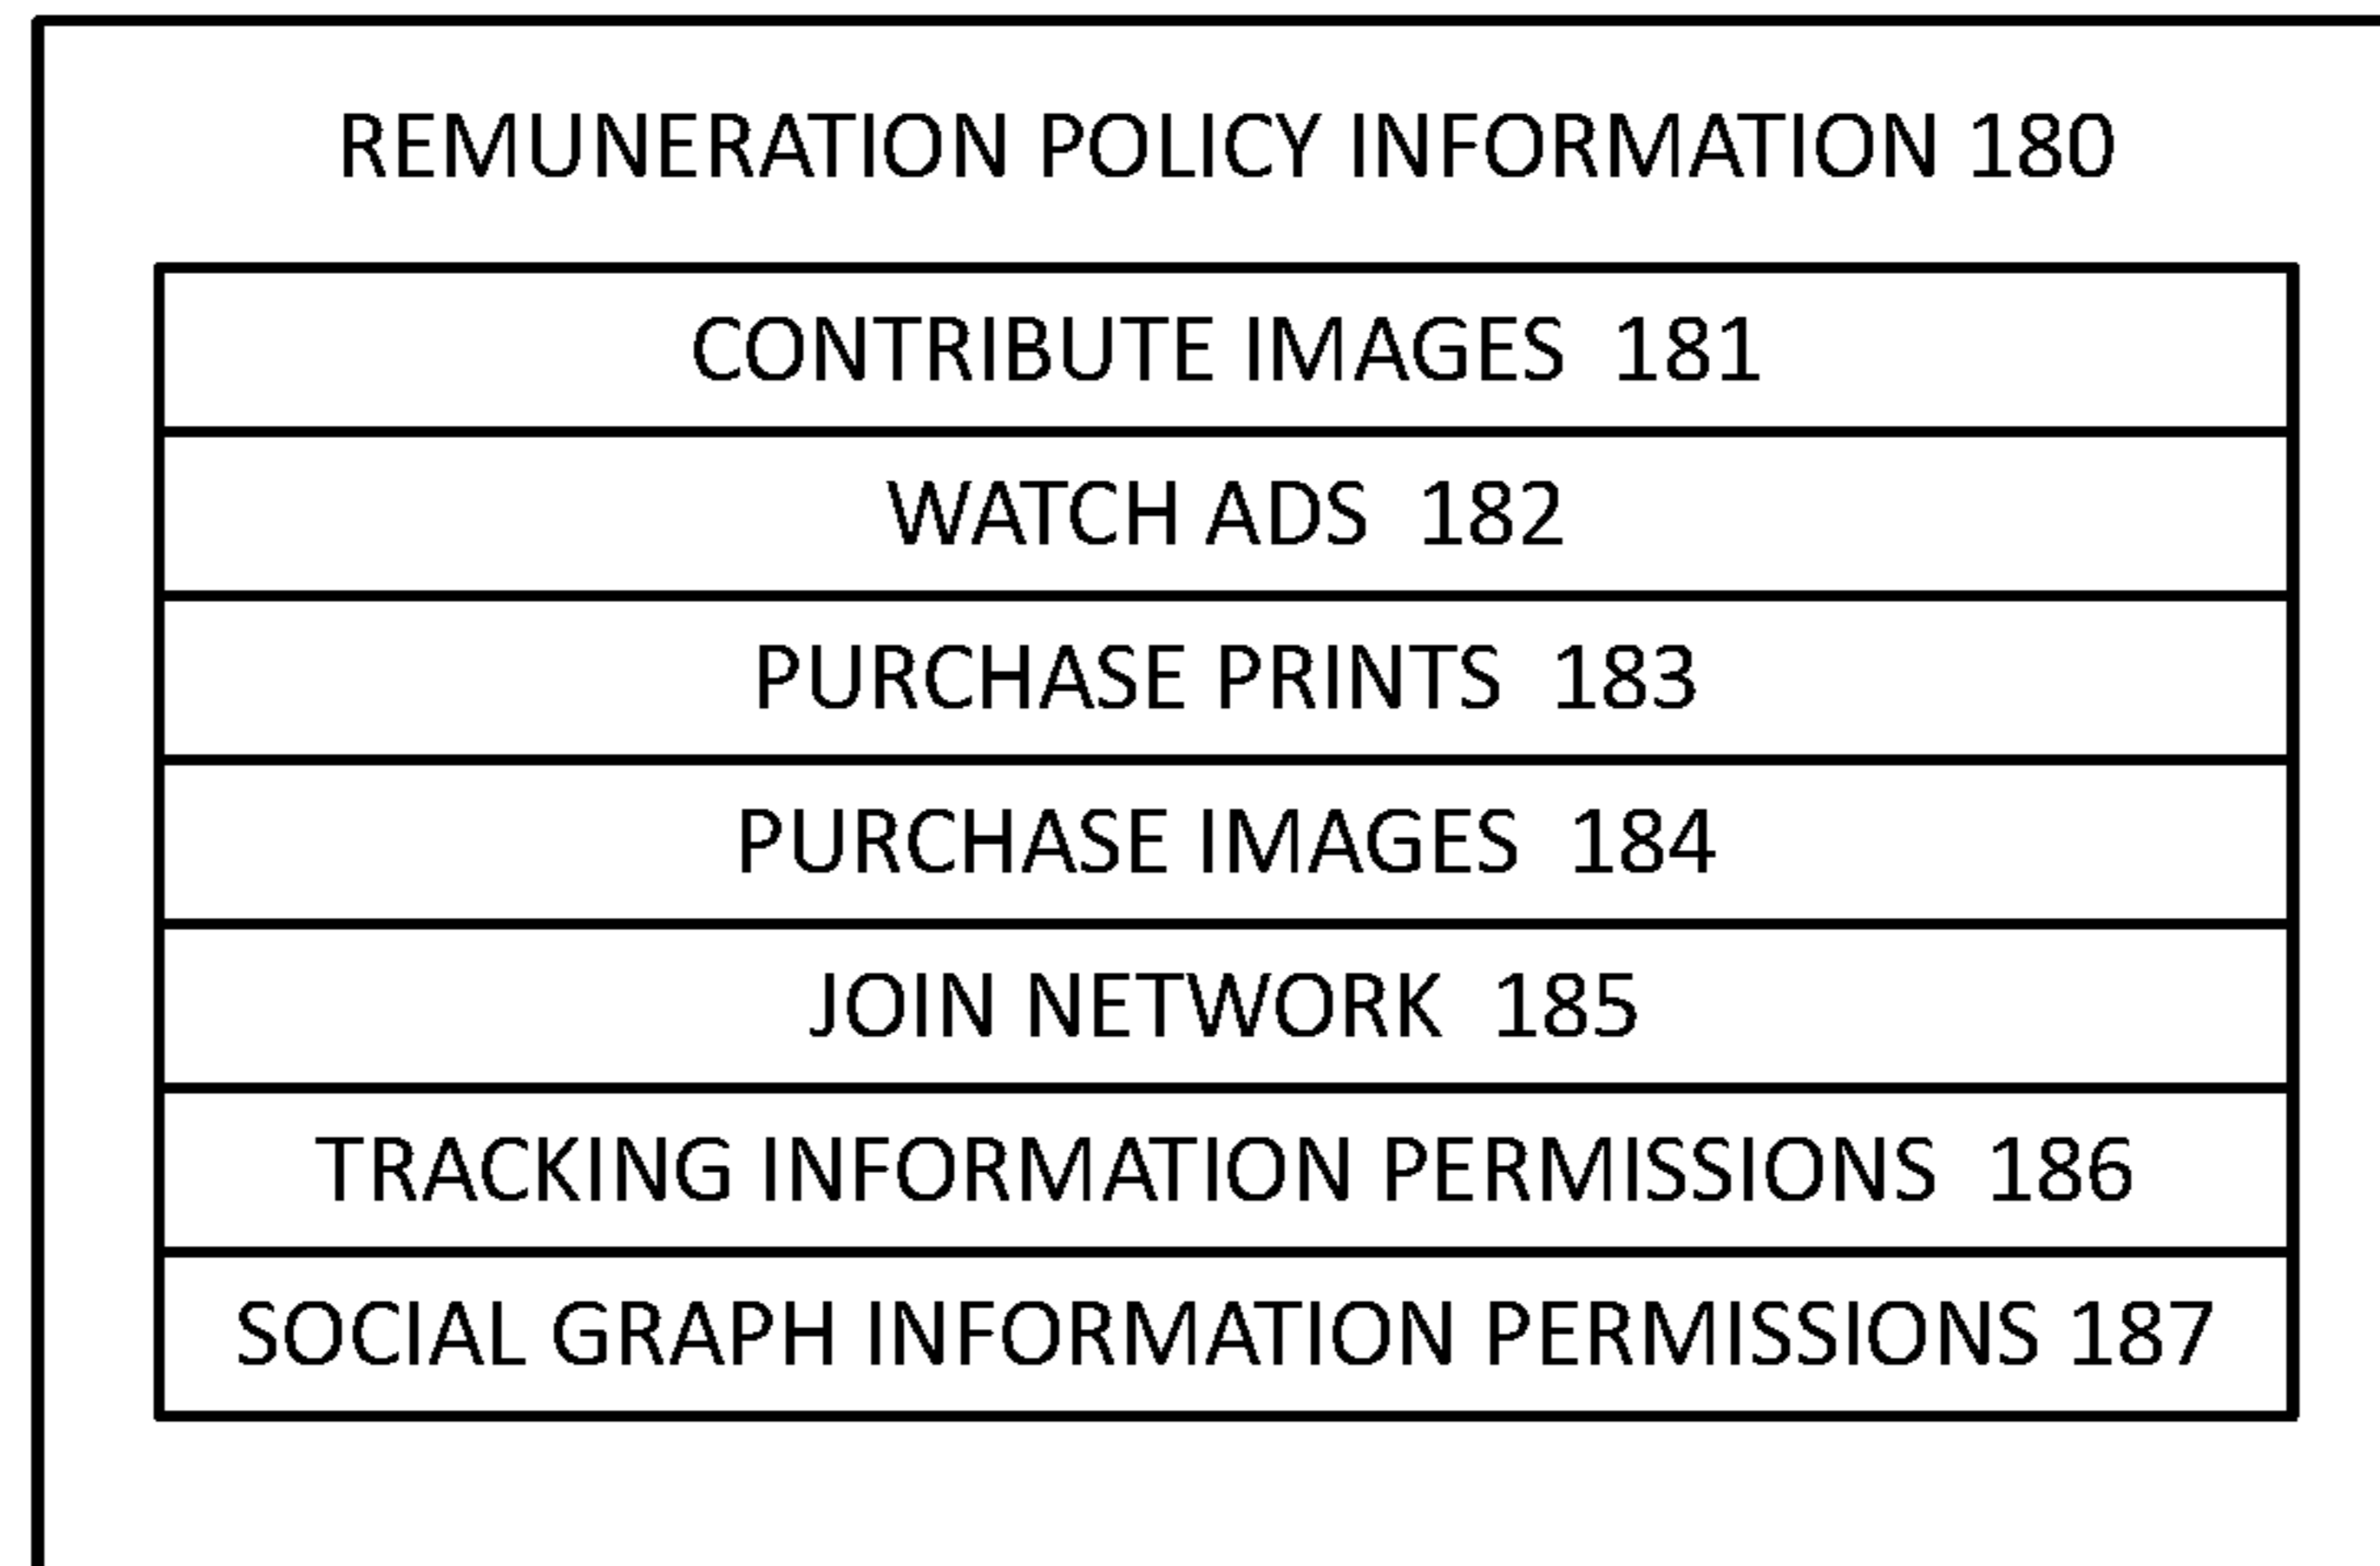 REMUNERATION POLICY INFORMATION 180
CONTRIBUTE IMAGES 181
WATCH ADS 182
PURCHASE PRINTS 183
PURCHASE IMAGES 184
JOIN NETWORK 185
TRACKING INFORMATION PERMISSIONS 186
SOCIAL GRAPH INFORMATION PERMISSIONS 187